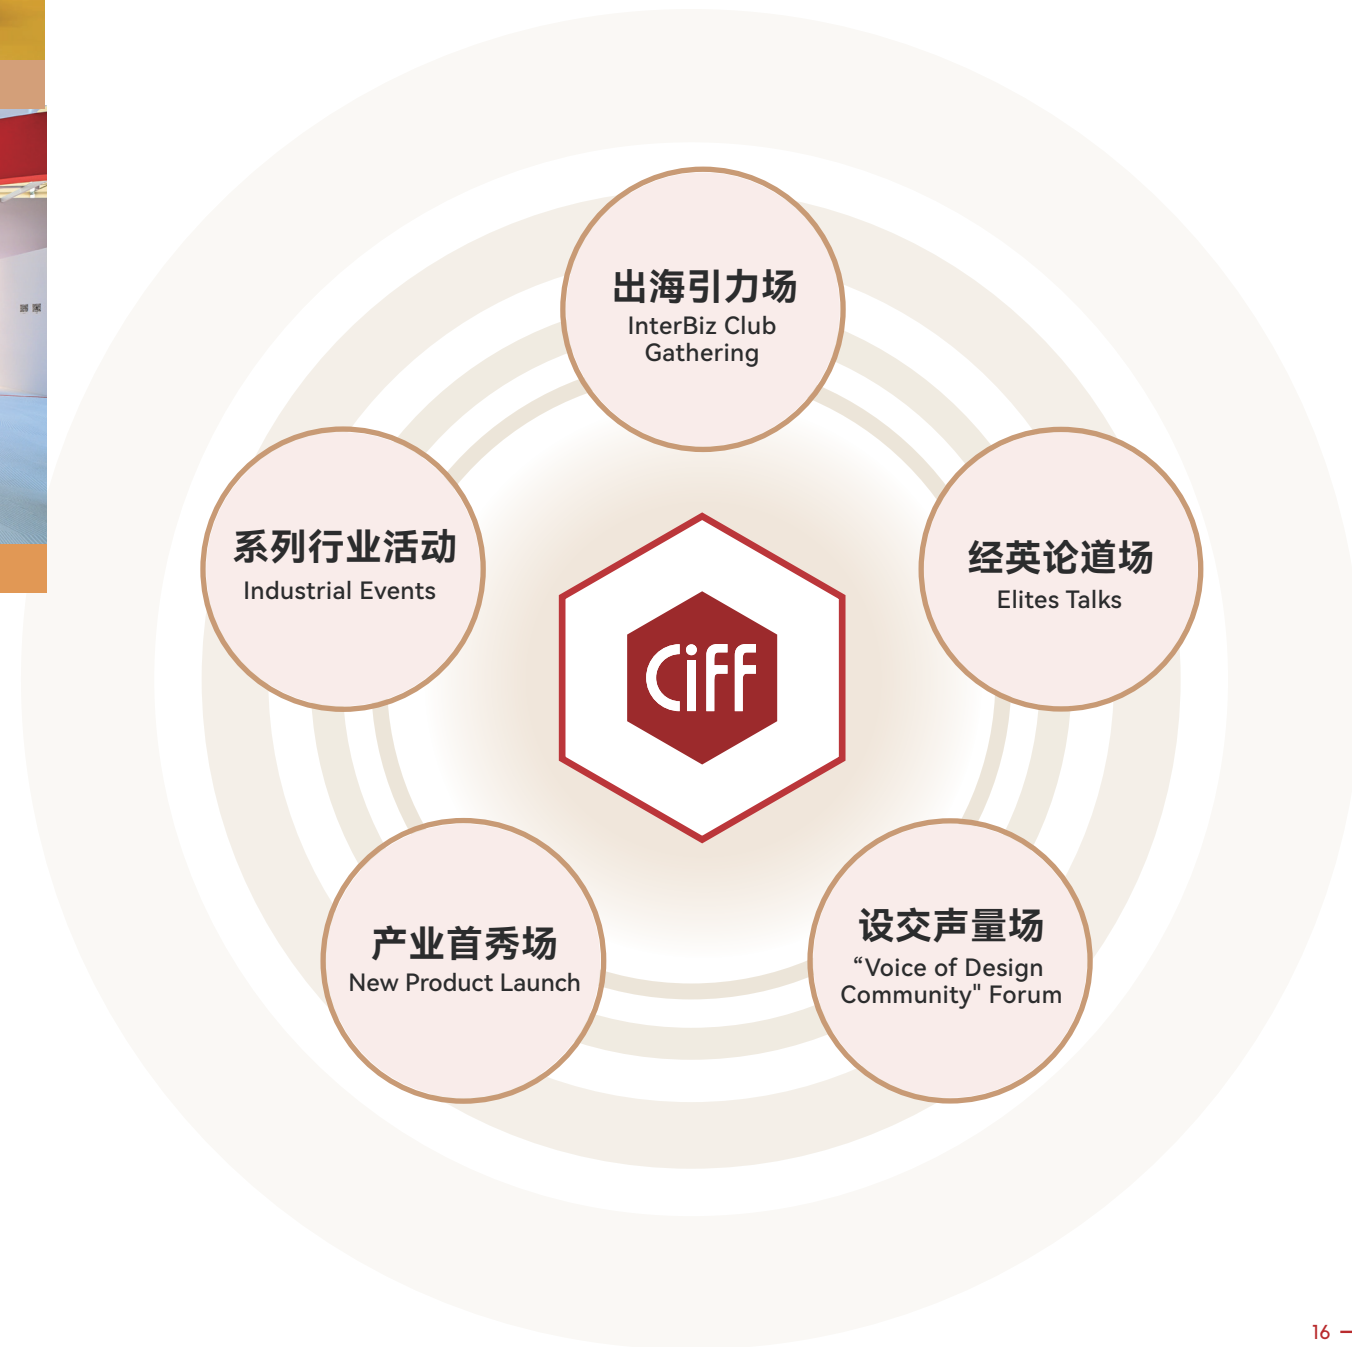 出海引力场
InterBiz Club
Gathering
系列行业活动
Industrial Events
经英论道场
Elites Talks
Ciff
产业首秀场
New Product Launch
设交声量场
“Voice of Design
Community" Forum
16